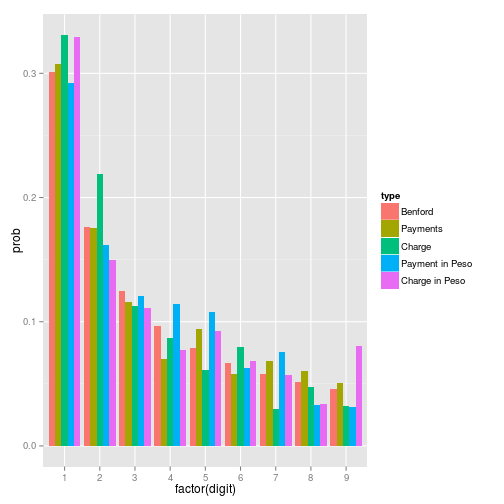 prob
0.3
0.2
0.1
0.0
1 2 3 4 5 6 7 8 9
factor(digit)
type
Benford
Payments
Charge
Payment in Peso
Charge in Peso